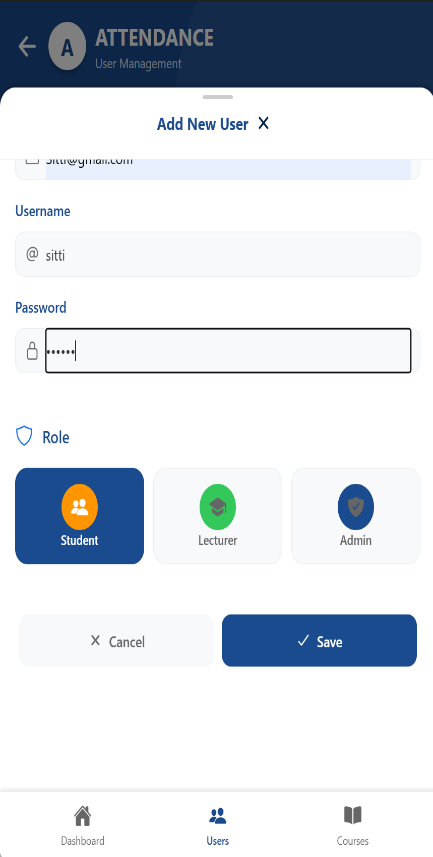 A
ATTENDANCE
User Management
Add New User
Sitti@gmail.com
Username
@ sitti
Password
••••••
Role
Student
Lecturer
Admin
Cancel
Save
Dashboard
Users
Courses